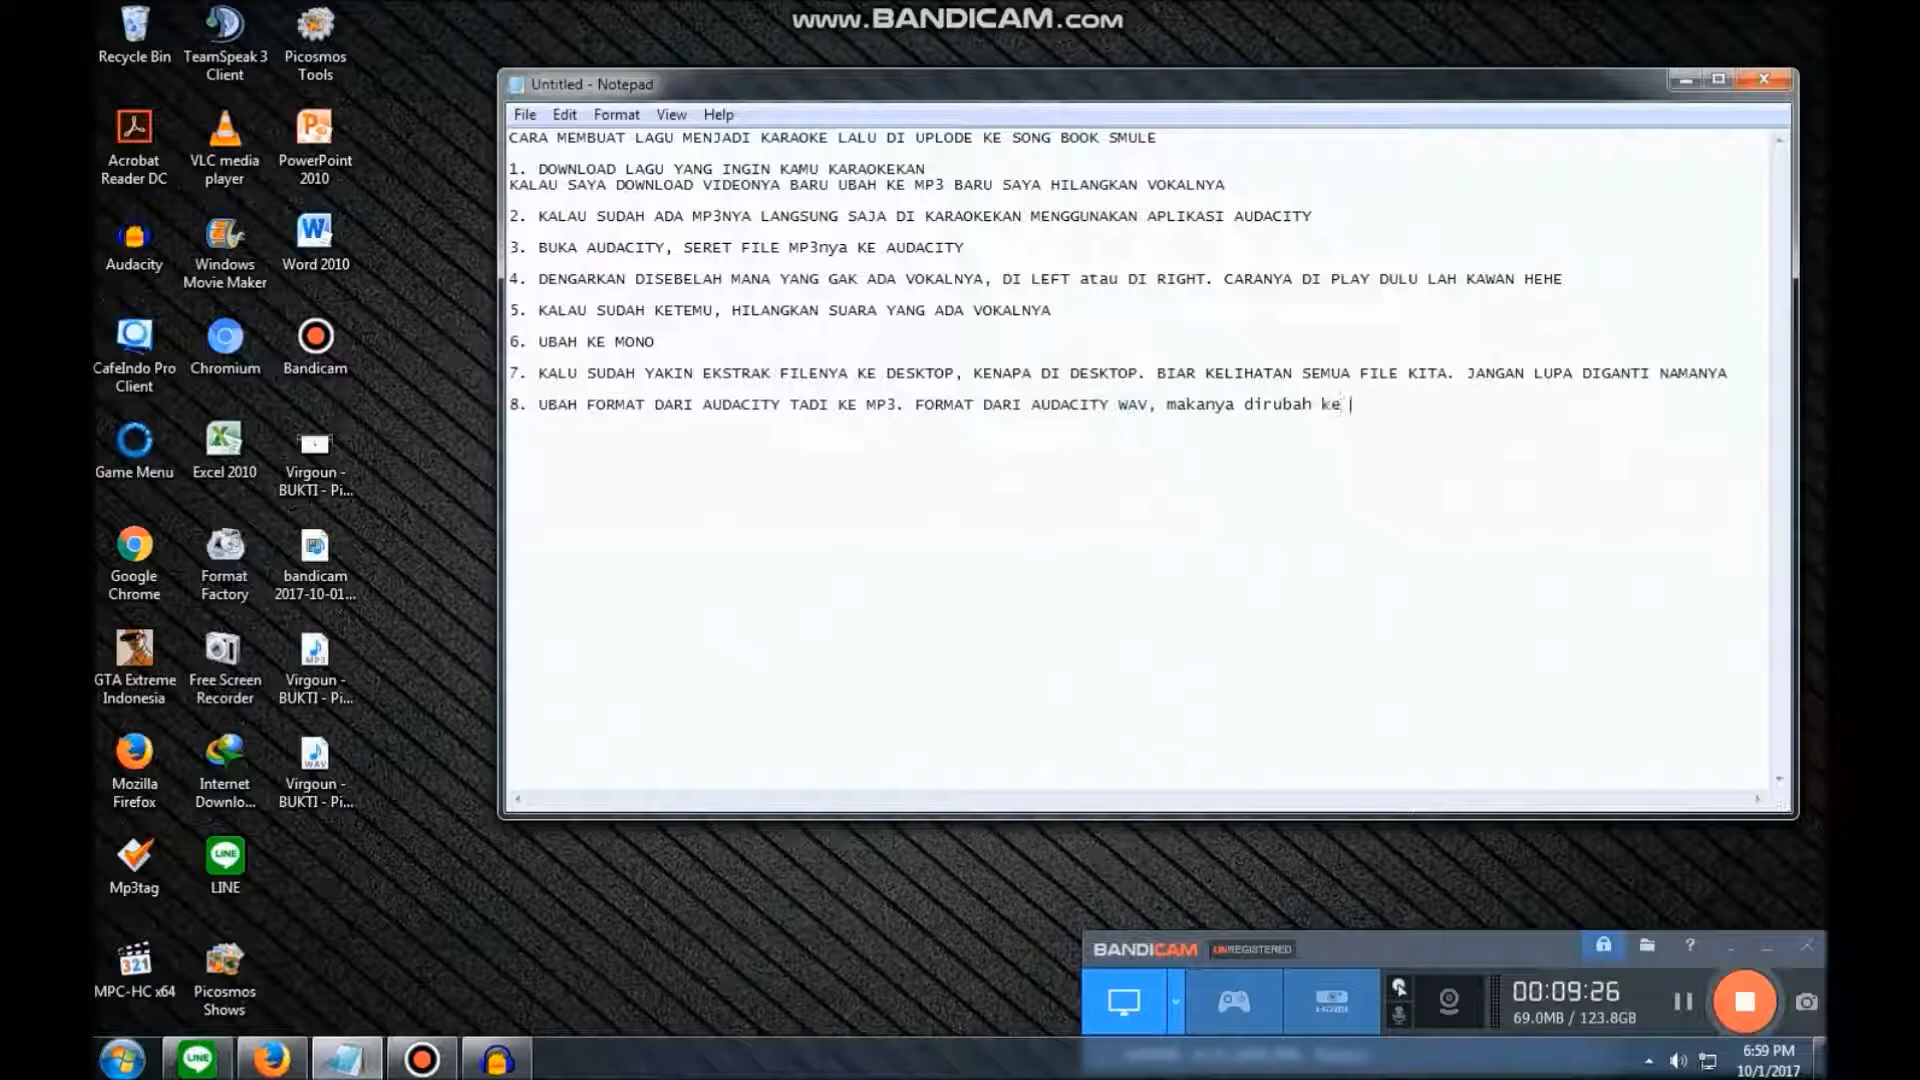 www.BANDICAM.com
Recycle Bin
TeamSpeak 3 Client
Picosmos Tools
Acrobat Reader DC
VLC media player
PowerPoint 2010
Audacity
Windows Movie Maker
Word 2010
CafeIndo Pro Client
Chromium
Bandicam
Game Menu
Excel 2010
Virgoun - BUKTI - Pi...
Google Chrome
Format Factory
bandicam 2017-10-01...
GTA Extreme Indonesia
Free Screen Recorder
MP3
Virgoun - BUKTI - Pi...
Mozilla Firefox
Internet Downlo...
WAV
Virgoun - BUKTI - Pi...
Mp3tag
LINE
LINE
321
MPC-HC x64
Picosmos Shows
Untitled - Notepad
File Edit Format View Help
CARA MEMBUAT LAGU MENJADI KARAOKE LALU DI UPLODE KE SONG BOOK SMULE
1. DOWNLOAD LAGU YANG INGIN KAMU KARAOKEKAN
KALAU SAYA DOWNLOAD VIDEONYA BARU UBAH KE MP3 BARU SAYA HILANGKAN VOKALNYA
2. KALAU SUDAH ADA MP3NYA LANGSUNG SAJA DI KARAOKEKAN MENGGUNAKAN APLIKASI AUDACITY
3. BUKA AUDACITY, SERET FILE MP3nya KE AUDACITY
4. DENGARKAN DISEBELAH MANA YANG GAK ADA VOKALNYA, DI LEFT atau DI RIGHT. CARANYA DI PLAY DULU LAH KAWAN HEHE
5. KALAU SUDAH KETEMU, HILANGKAN SUARA YANG ADA VOKALNYA
6. UBAH KE MONO
7. KALU SUDAH YAKIN EKSTRAK FILENYA KE DESKTOP, KENAPA DI DESKTOP. BIAR KELIHATAN SEMUA FILE KITA. JANGAN LUPA DIGANTI NAMANYA
8. UBAH FORMAT DARI AUDACITY TADI KE MP3. FORMAT DARI AUDACITY WAV, makanya dirubah ke
BANDICAM UNREGISTERED
00:09:26
69.0MB / 123.8GB
LINE
6:59 PM
10/1/2017